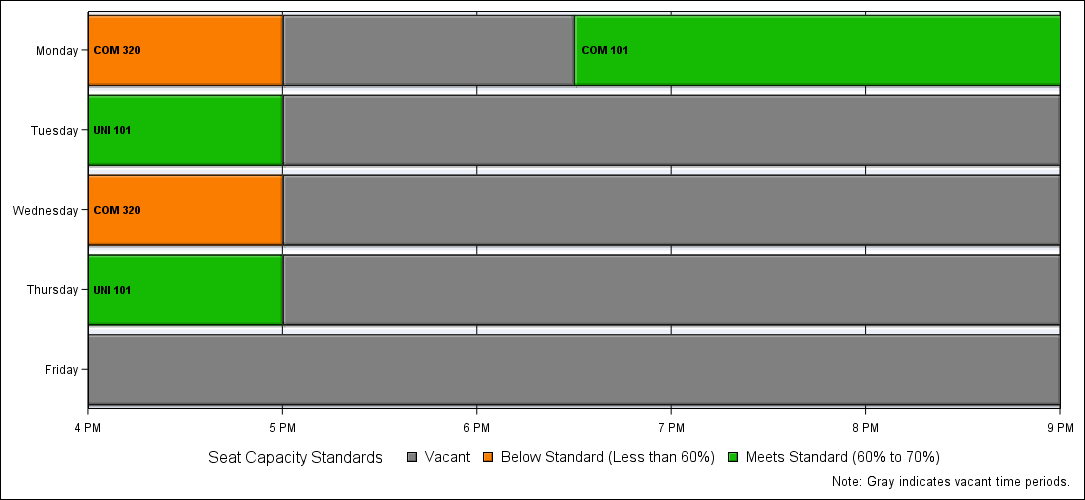 Monday
COM 320
COM 101
Tuesday
UNI 101
Wednesday
COM 320
Thursday
UNI 101
Friday
4 PM 5 PM 6 PM 7 PM 8 PM 9 PM
Seat Capacity Standards Vacant Below Standard (Less than 60%) Meets Standard (60% to 70%)
Note: Gray indicates vacant time periods.